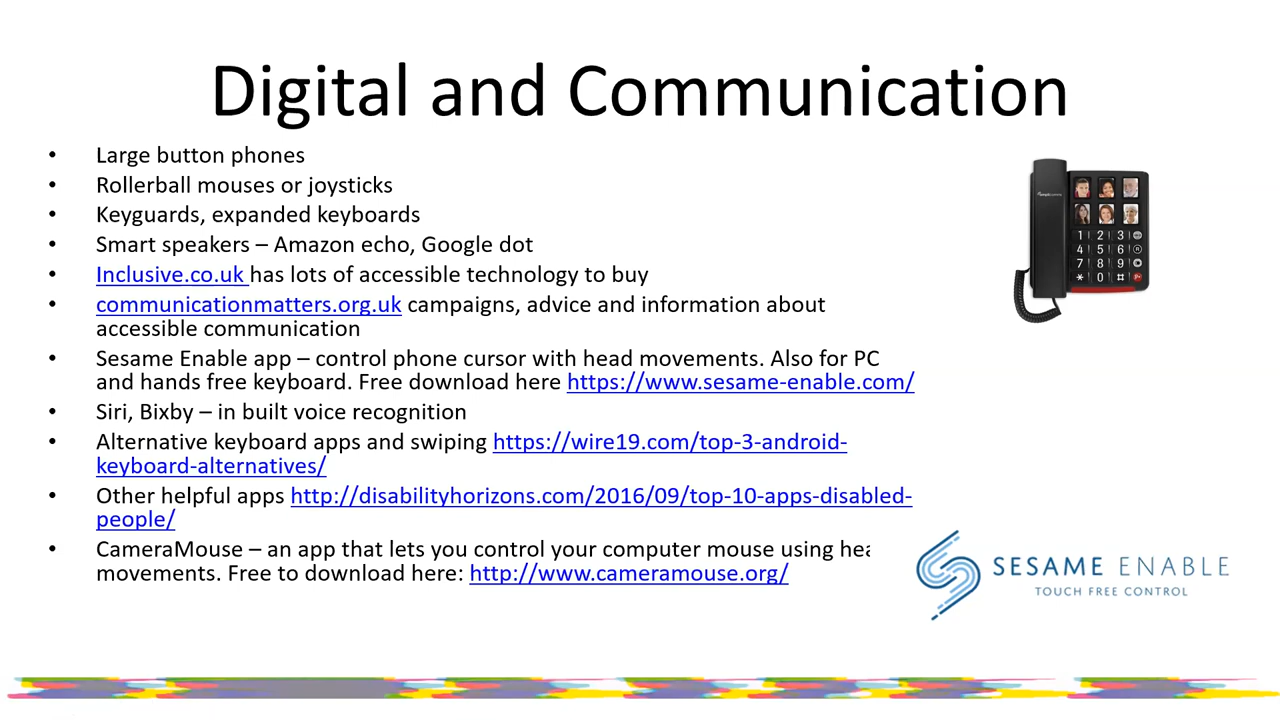 Digital and Communication
• Large button phones
• Rollerball mouses or joysticks
• Keyguards, expanded keyboards
• Smart speakers – Amazon echo, Google dot
• Inclusive.co.uk has lots of accessible technology to buy
• communicationmatters.org.uk campaigns, advice and information about
accessible communication
• Sesame Enable app – control phone cursor with head movements. Also for PC
and hands free keyboard. Free download here https://www.sesame-enable.com/
• Siri, Bixby – in built voice recognition
• Alternative keyboard apps and swiping https://wire19.com/top-3-android-
keyboard-alternatives/
• Other helpful apps http://disabilityhorizons.com/2016/09/top-10-apps-disabled-
people/
• CameraMouse – an app that lets you control your computer mouse using hea
movements. Free to download here: http://www.cameramouse.org/
1 2 3
4 5 6
7 8 9
* 0 #
SESAME ENABLE
TOUCH FREE CONTROL